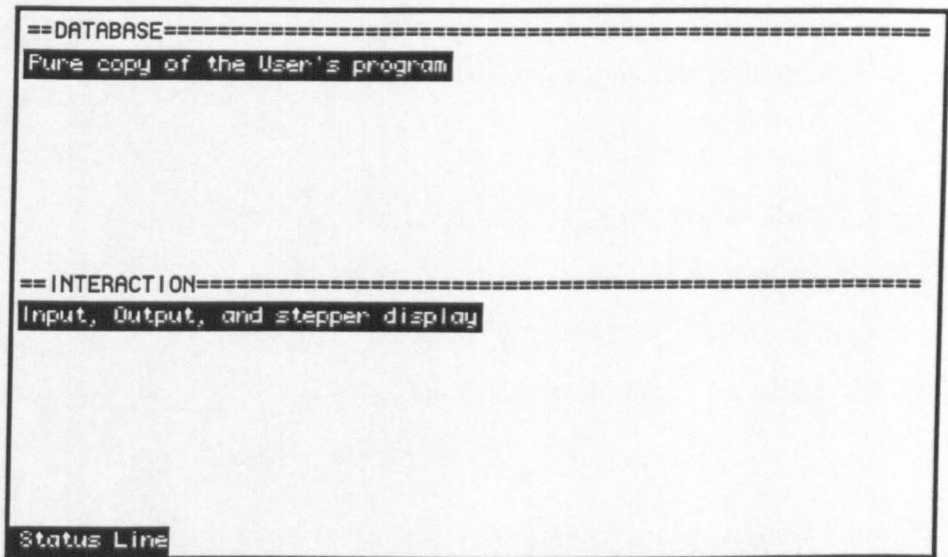 ==DATABASE==========================================================
Pure copy of the User's program
==INTERACTION=======================================================
Input, Output, and stepper display
Status Line